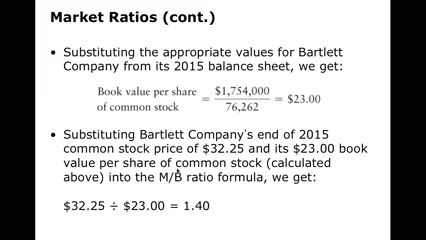 Market Ratios (cont.)
• Substituting the appropriate values for Bartlett
Company from its 2015 balance sheet, we get:
Book value per share of common stock = $1,754,000 / 76,262 = $23.00
• Substituting Bartlett Company's end of 2015
common stock price of $32.25 and its $23.00 book
value per share of common stock (calculated
above) into the M/B ratio formula, we get:
$32.25 ÷ $23.00 = 1.40